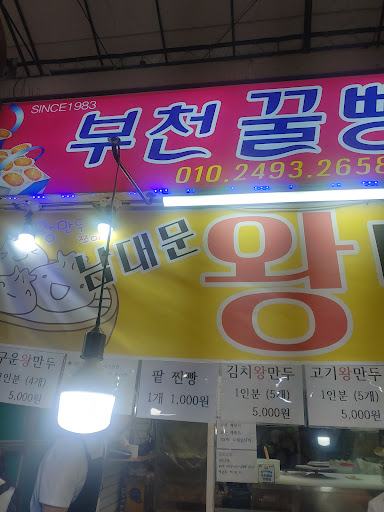 SINCE1983
부천 꿀빵
010.2493.2658
남대문 왕
구운왕만두
1인분 (4개)
5,000원
팥 찐빵
1개 1,000원
김치왕만두
1인분 (5개)
5,000원
고기왕만두
1인분 (5개)
5,000원